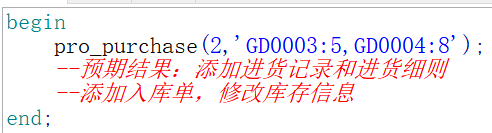 begin
pro_purchase(2,'GD0003:5,GD0004:8');
--预期结果：添加进货记录和进货细则
--添加入库单，修改库存信息
end;